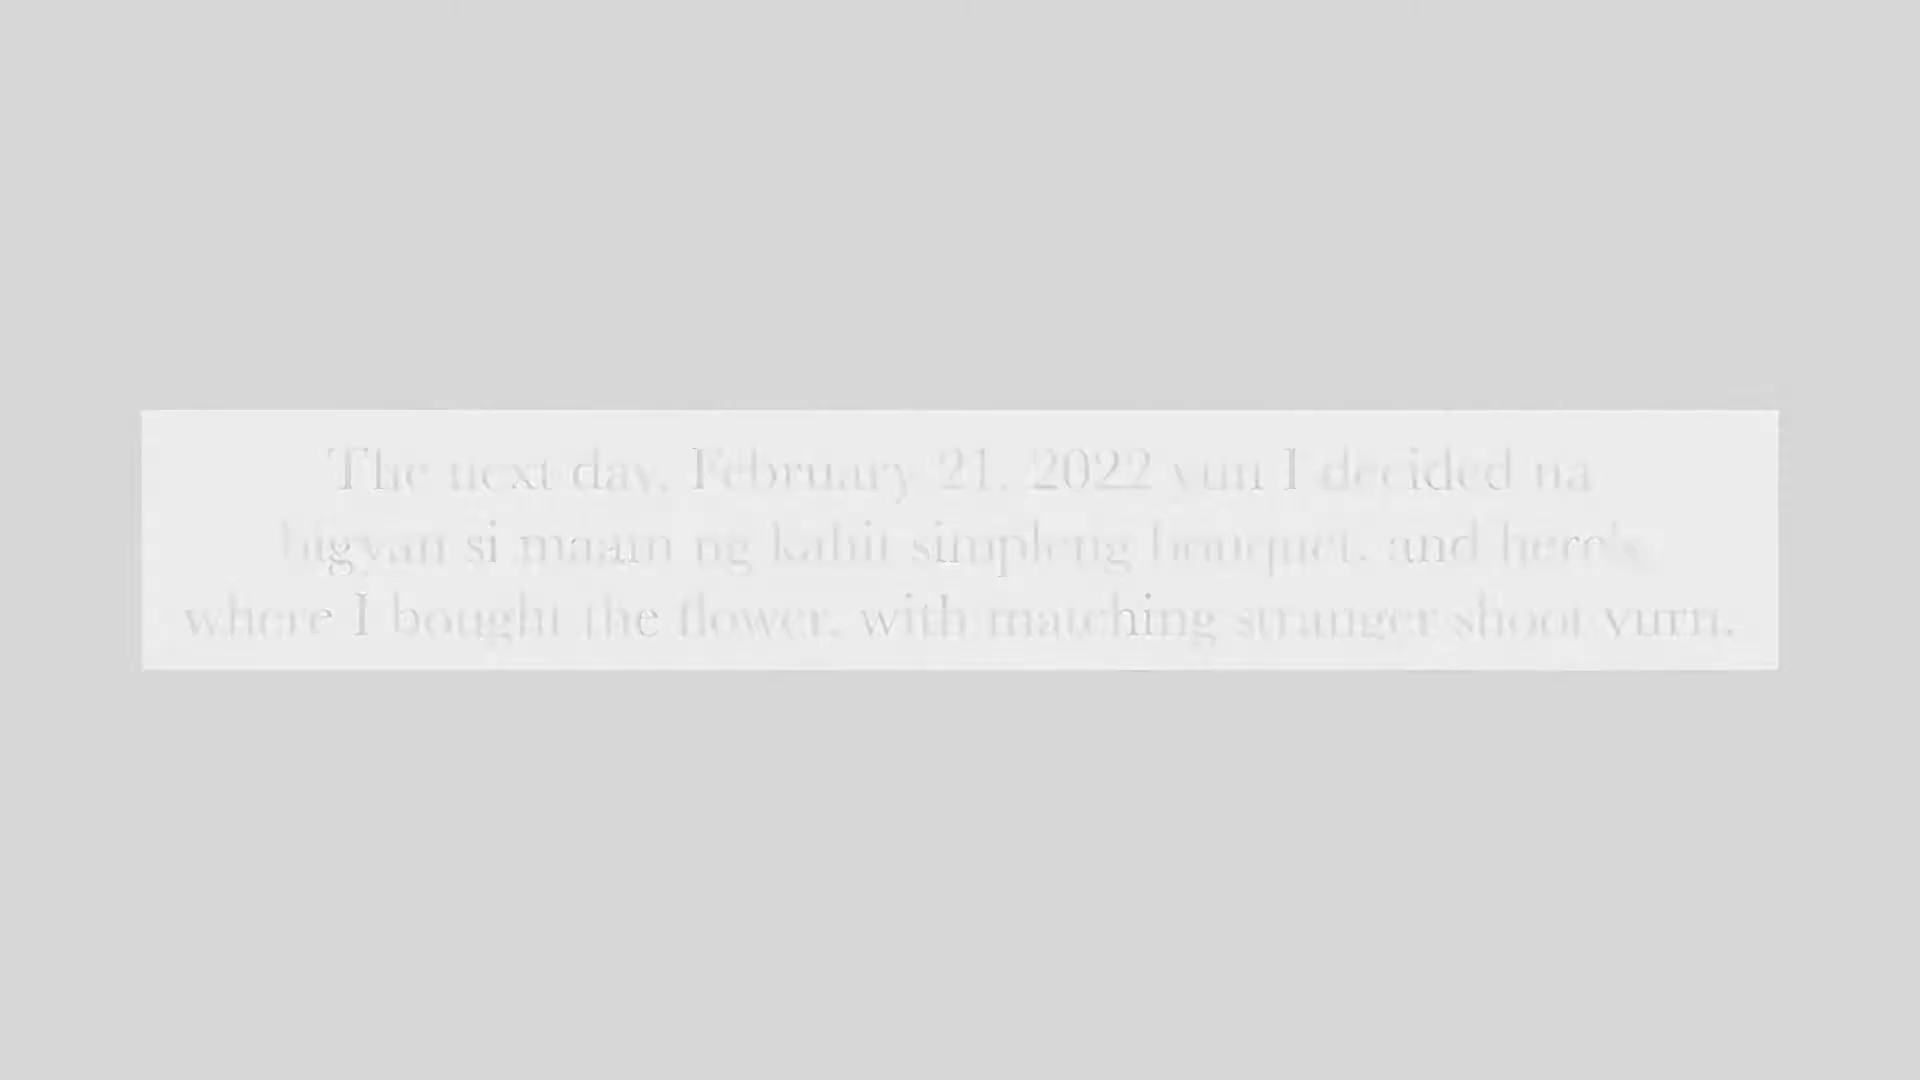 The next day, February 21, 2022 yun I decided na
bigyan si maam ng kahit simpleng bouquet, and here's
where I bought the flower, with matching stranger shoot yurn.